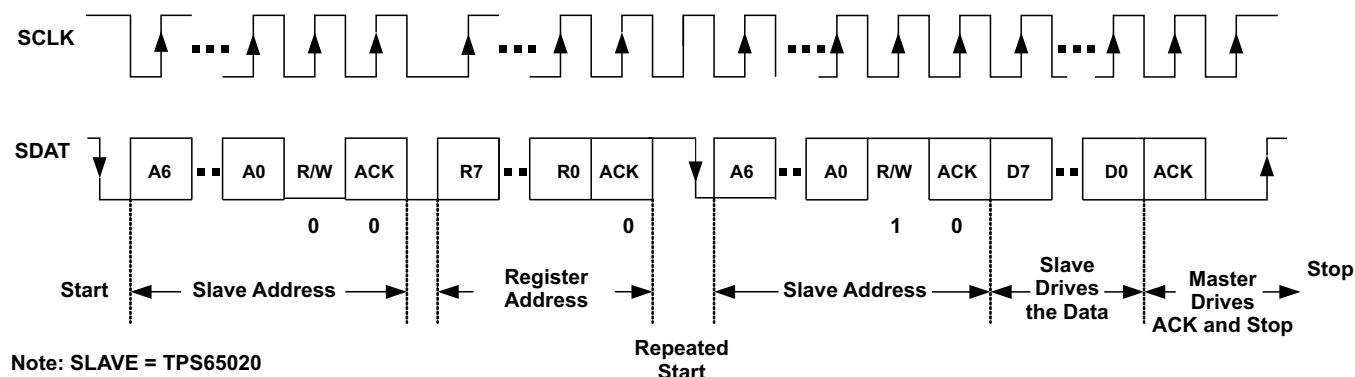 SCLK
SDAT
A6 A0 R/W ACK R7 R0 ACK A6 A0 R/W ACK D7 D0 ACK
0 0 0 1 0
Start
Slave Address
Register
Address
Repeated
Start
Slave Address
Slave
Drives
the Data
Master
Drives
ACK and Stop
Stop
Note: SLAVE = TPS65020